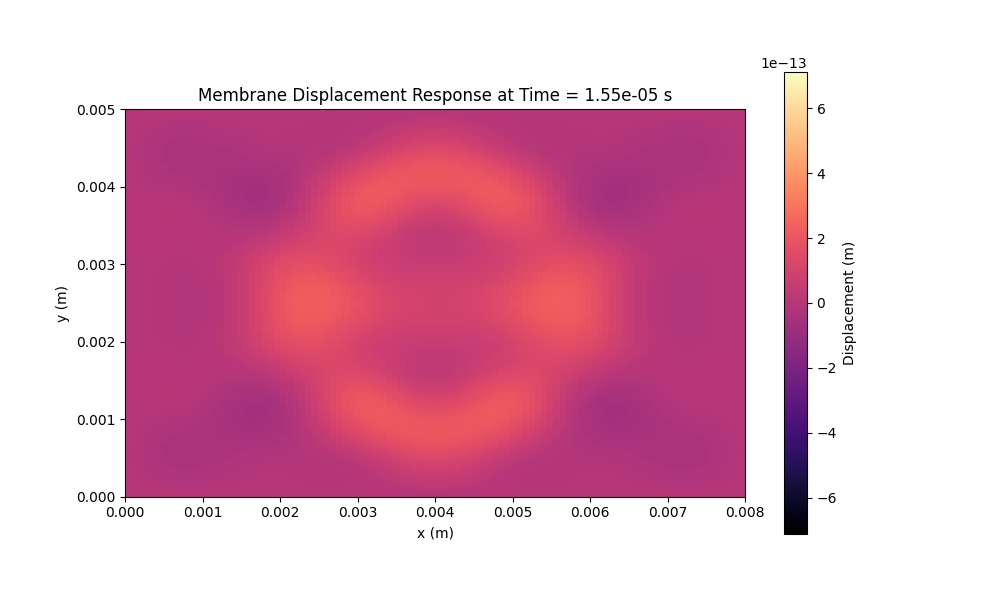 1e−13
Membrane Displacement Response at Time = 1.55e-05 s
0.005
0.004
0.003
0.002
0.001
0.000
y (m)
0.000 0.001 0.002 0.003 0.004 0.005 0.006 0.007 0.008
x (m)
6
4
2
0
−2
−4
−6
Displacement (m)